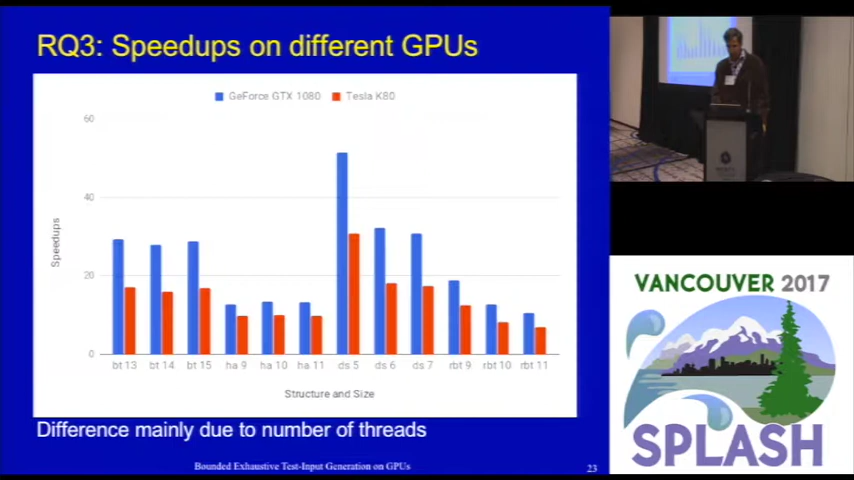 RQ3: Speedups on different GPUs
GeForce GTX 1080 Tesla K80
60
40
20
0
Speedups
bt 13 bt 14 bt 15 ha 9 ha 10 ha 11 ds 5 ds 6 ds 7 rbt 9 rbt 10 rbt 11
Structure and Size
Difference mainly due to number of threads
Bounded Exhaustive Test-Input Generation on GPUs 23
VANCOUVER 2017
SPLASH